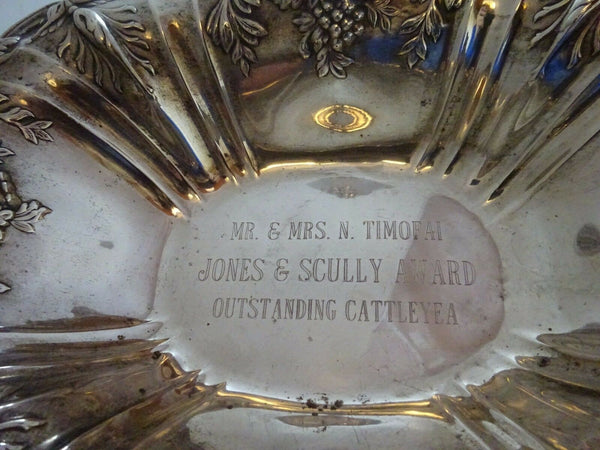 MR. & MRS. N. TIMOFAI
JONES & SCULLY AWARD
OUTSTANDING CATTLEYEA